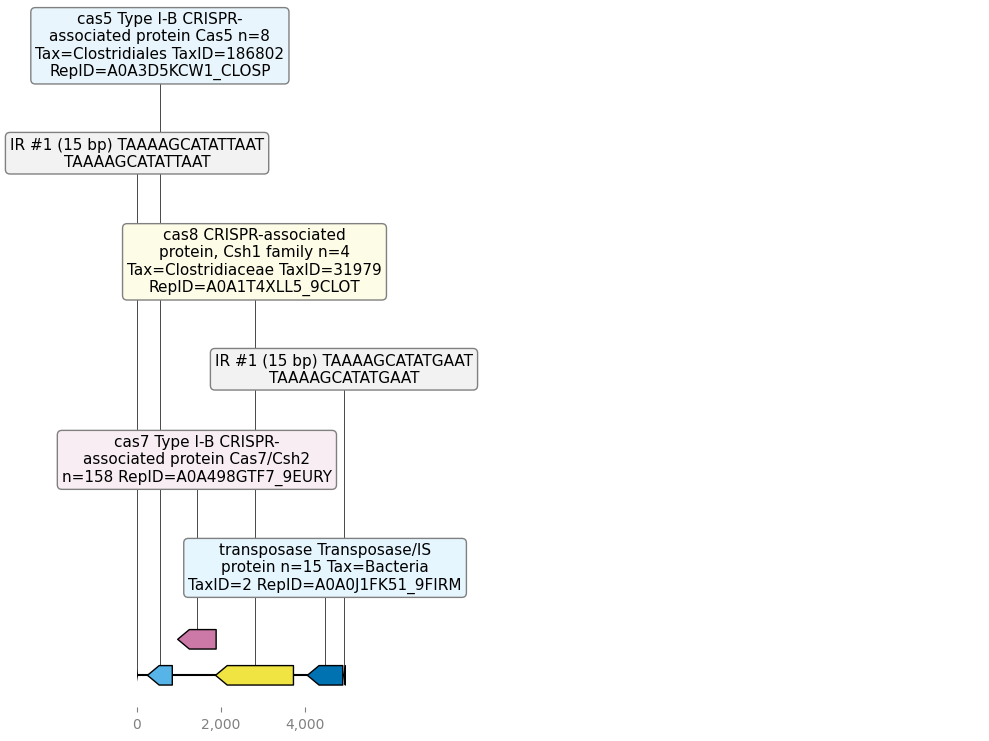 cas5 Type I-B CRISPR-
associated protein Cas5 n=8
Tax=Clostridiales TaxID=186802
RepID=A0A3D5KCW1_CLOSP
IR #1 (15 bp) TAAAAGCATATTAAT
TAAAAGCATATTAAT
cas8 CRISPR-associated
protein, Csh1 family n=4
Tax=Clostridiaceae TaxID=31979
RepID=A0A1T4XLL5_9CLOT
IR #1 (15 bp) TAAAAGCATATGAAT
TAAAAGCATATGAAT
cas7 Type I-B CRISPR-
associated protein Cas7/Csh2
n=158 RepID=A0A498GTF7_9EURY
transposase Transposase/IS
protein n=15 Tax=Bacteria
TaxID=2 RepID=A0A0J1FK51_9FIRM
0 2,000 4,000